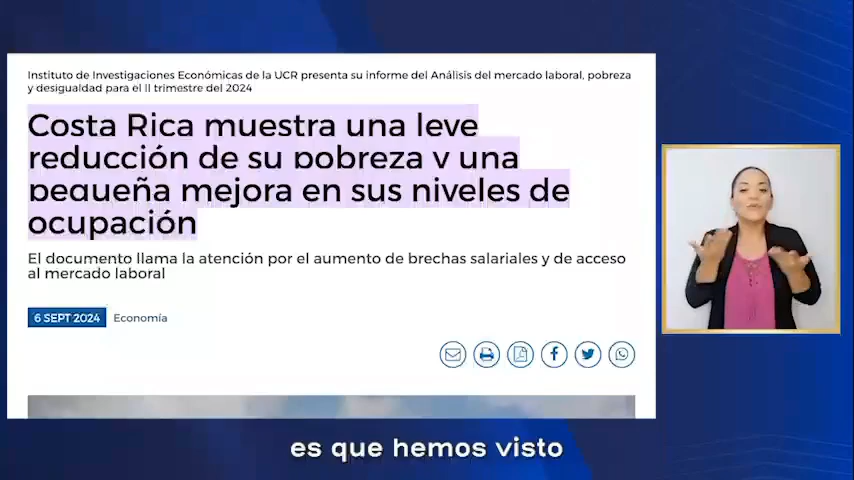 Instituto de Investigaciones Económicas de la UCR presenta su informe del Análisis del mercado laboral, pobreza
y desigualdad para el II trimestre del 2024
Costa Rica muestra una leve
reducción de su pobreza y una
pequeña mejora en sus niveles de
ocupación
El documento llama la atención por el aumento de brechas salariales y de acceso
al mercado laboral
6 SEPT 2024 Economía
es que hemos visto